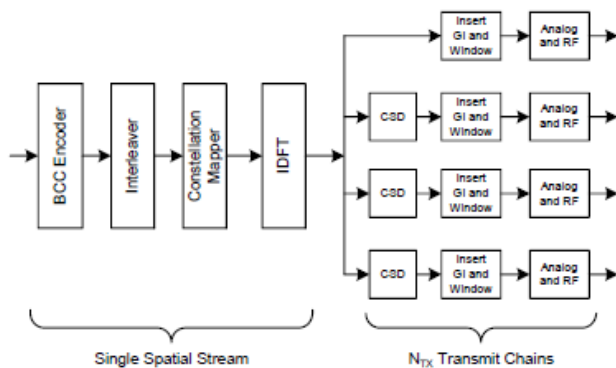 BCC Encoder
Interleaver
Constellation
Mapper
IDFT
Insert
GI and
Window
Analog
and RF
CSD
Insert
GI and
Window
Analog
and RF
CSD
Insert
GI and
Window
Analog
and RF
CSD
Insert
GI and
Window
Analog
and RF
Single Spatial Stream
NTX Transmit Chains